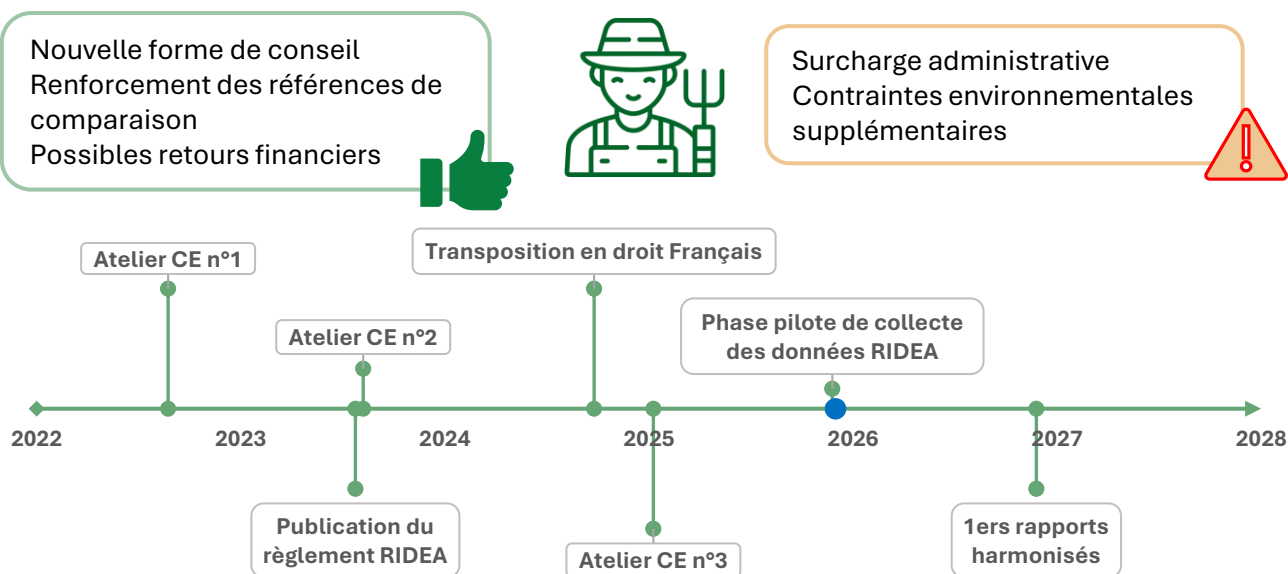 Nouvelle forme de conseil
Renforcement des références de
comparaison
Possibles retours financiers
Surcharge administrative
Contraintes environnementales
supplémentaires
Atelier CE n°1
Transposition en droit Français
Atelier CE n°2
Phase pilote de collecte
des données RIDEA
2022
2023
2024
2025
2026
2027
2028
Publication du
règlement RIDEA
Atelier CE n°3
1ers rapports
harmonisés